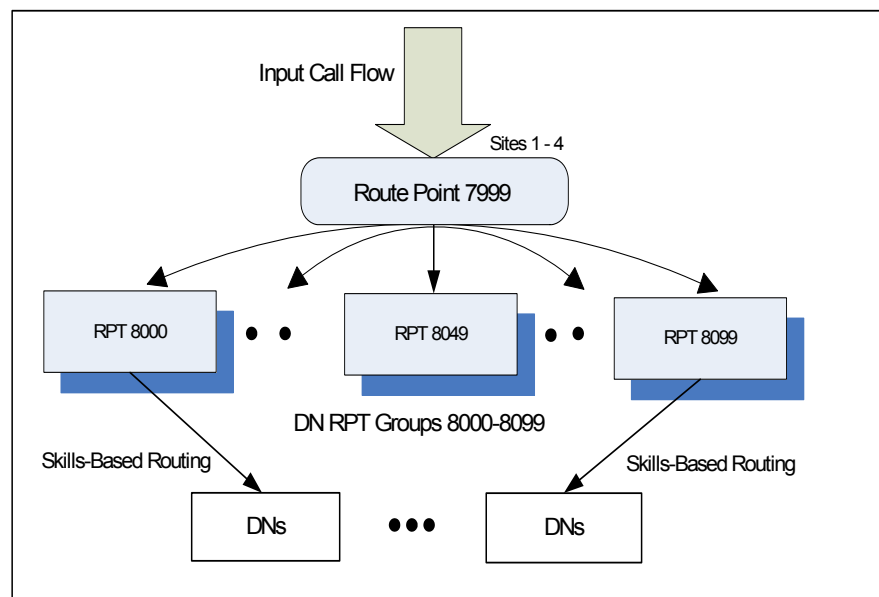 Input Call Flow
Sites 1 - 4
Route Point 7999
RPT 8000
RPT 8049
RPT 8099
DN RPT Groups 8000-8099
Skills-Based Routing
Skills-Based Routing
DNs
DNs